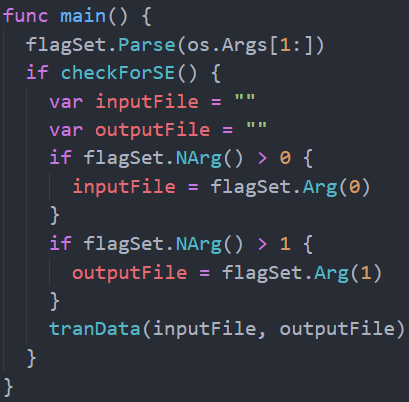 func main() {
  flagSet.Parse(os.Args[1:])
  if checkForSE() {
    var inputFile = ""
    var outputFile = ""
    if flagSet.NArg() > 0 {
      inputFile = flagSet.Arg(0)
    }
    if flagSet.NArg() > 1 {
      outputFile = flagSet.Arg(1)
    }
    tranData(inputFile, outputFile)
  }
}